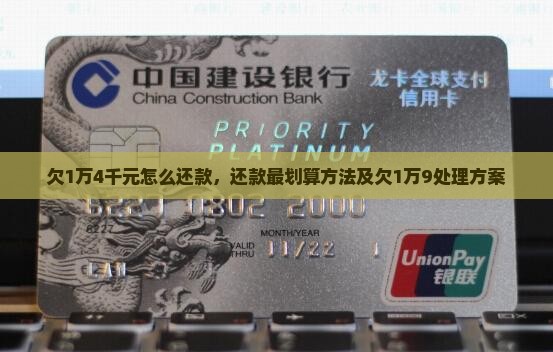 中国建设银行
China Construction Bank
龙卡全球支付
信用卡
PRIORITY
PLATINUM
欠1万4千元怎么还款，还款最划算方法及欠1万9处理方案
6227
MONTH/YEAR
VALID
THRU
11/22
UnionPay
银联